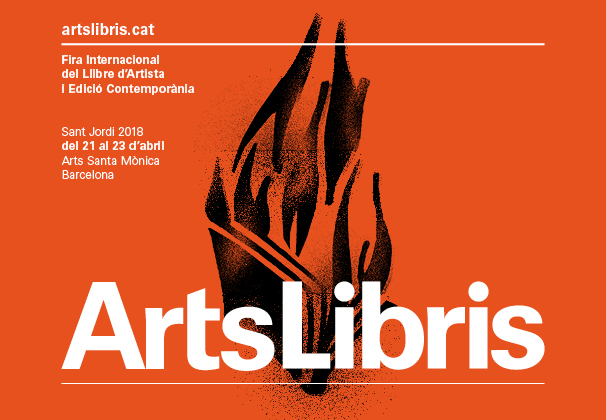 artslibris.cat
Fira Internacional
del Llibre d'Artista
i Edició Contemporània
Sant Jordi 2018
del 21 al 23 d'abril
Arts Santa Mònica
Barcelona
ArtsLibris